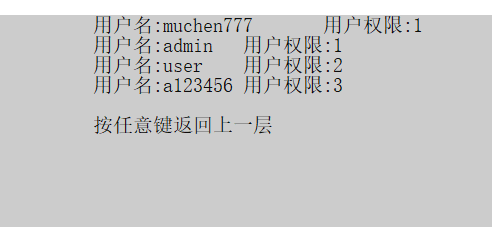 用户名:muchen777 用户权限:1
用户名:admin 用户权限:1
用户名:user 用户权限:2
用户名:a123456 用户权限:3
按任意键返回上一层